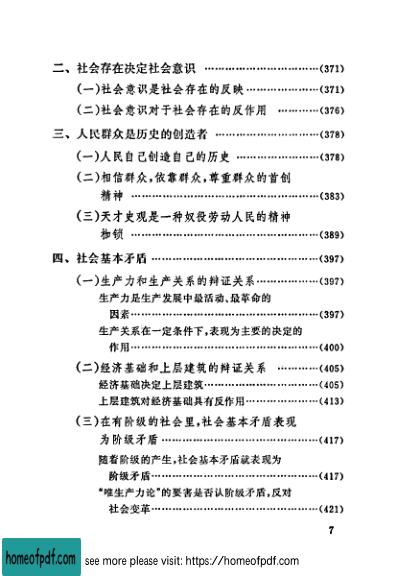 二、社会存在决定社会意识 …………………………(371)
(一)社会意识是社会存在的反映………………(371)
(二)社会意识对于社会存在的反作用 …………(376)
三、人民群众是历史的创造者 ………………………(378)
(一)人民自己创造自己的历史 …………………(378)
(二)相信群众,依靠群众,尊重群众的首创
精神 …………………………………………(383)
(三)天才史观是一种奴役劳动人民的精神
枷锁 …………………………………………(389)
四、社会基本矛盾 ……………………………………(397)
(一)生产力和生产关系的辩证关系……………(397)
生产力是生产发展中最活动、最革命的
因素…………………………………………(397)
生产关系在一定条件下,表现为主要的决定的
作用…………………………………………(400)
(二)经济基础和上层建筑的辩证关系 …………(405)
经济基础决定上层建筑…………………………(405)
上层建筑对经济基础具有反作用………………(413)
(三)在有阶级的社会里,社会基本矛盾表现
为阶级矛盾 …………………………………(417)
随着阶级的产生,社会基本矛盾就表现为
阶级矛盾……………………………………(417)
“唯生产力论”的要害是否认阶级矛盾,反对
社会变革……………………………………(421)
7
homeofpdf.com
see more please visit: https://homeofpdf.com